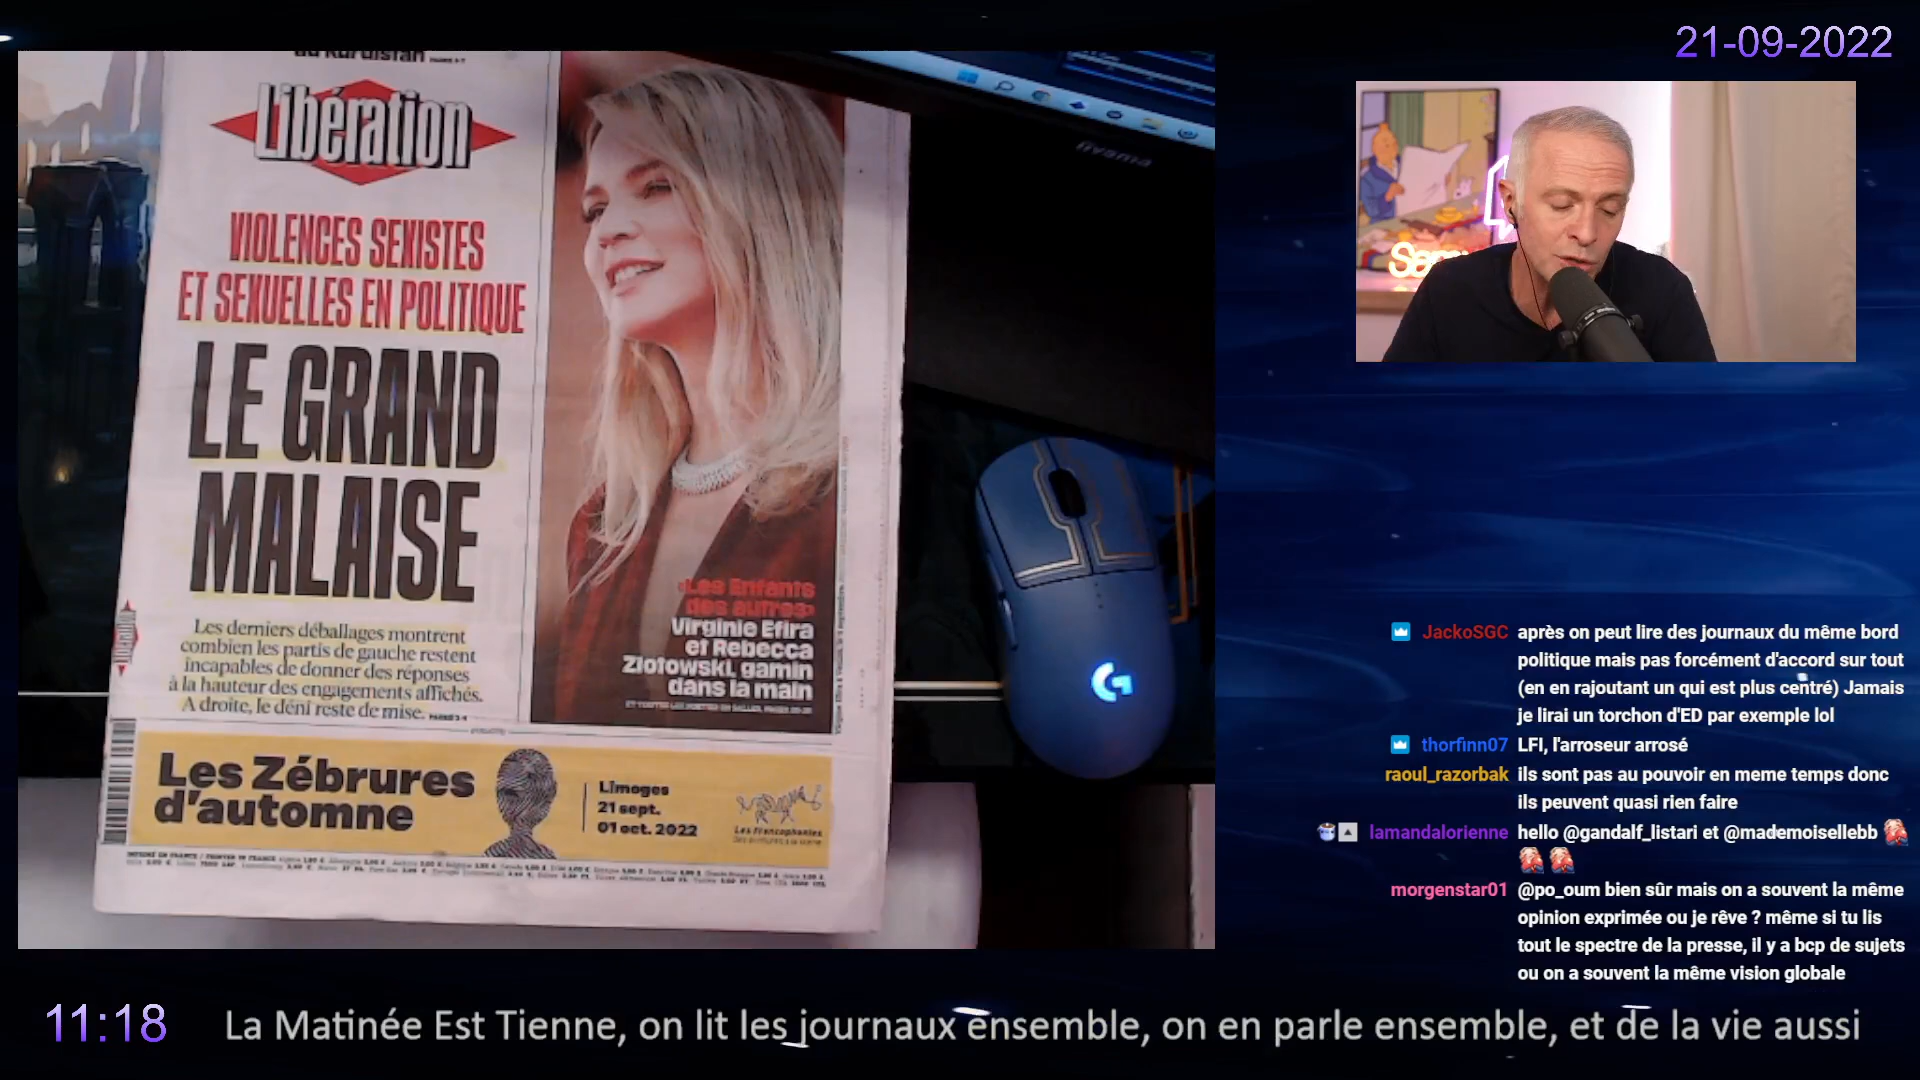 21-09-2022
au Kurdistan
Libération
VIOLENCES SEXISTES
ET SEXUELLES EN POLITIQUE
LE GRAND
MALAISE
Les derniers déballages montrent
combien les partis de gauche restent
incapables de donner des réponses
à la hauteur des engagements affichés.
A droite, le déni reste de mise.
Libération
«Les Enfants
des autres»
Virginie Efira
et Rebecca
Zlotowski, gamin
dans la main
Les Zébrures
d'automne
Limoges
21 sept.
01 oct. 2022
Les Francophonies
iiyama
G
JackoSGC après on peut lire des journaux du même bord
politique mais pas forcément d'accord sur tout
(en en rajoutant un qui est plus centré) Jamais
je lirai un torchon d'ED par exemple lol
thorfinn07 LFI, l'arroseur arrosé
raoul_razorbak ils sont pas au pouvoir en meme temps donc
ils peuvent quasi rien faire
lamandalorienne hello @gandalf_listari et @mademoisellebb
morgenstar01 @po_oum bien sûr mais on a souvent la même
opinion exprimée ou je rêve ? même si tu lis
tout le spectre de la presse, il y a bcp de sujets
ou on a souvent la même vision globale
11:18
La Matinée Est Tienne, on lit les journaux ensemble, on en parle ensemble, et de la vie aussi